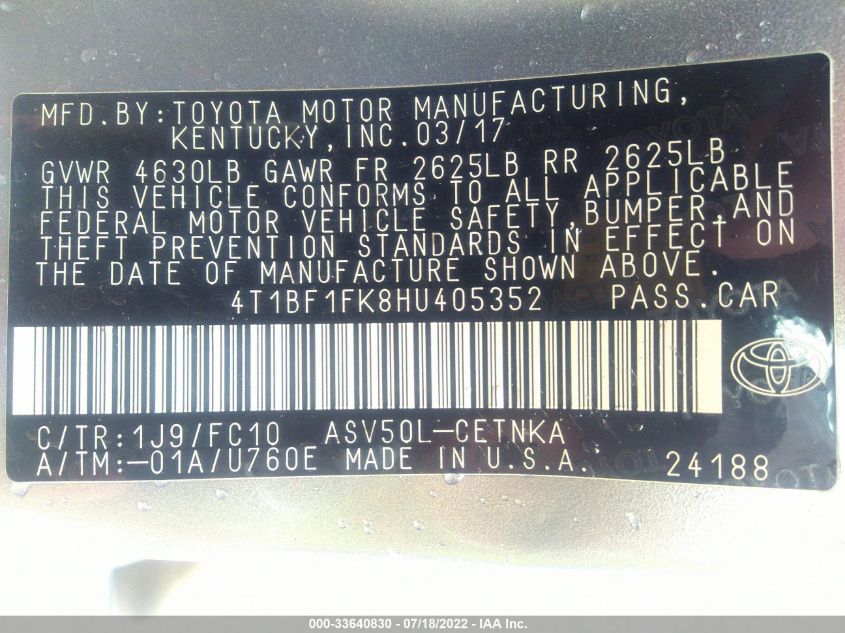 MFD.BY:TOYOTA MOTOR MANUFACTURING,
KENTUCKY,INC.03/17
GVWR 4630LB GAWR FR 2625LB RR 2625LB
THIS VEHICLE CONFORMS TO ALL APPLICABLE
FEDERAL MOTOR VEHICLE SAFETY,BUMPER,AND
THEFT PREVENTION STANDARDS IN EFFECT ON
THE DATE OF MANUFACTURE SHOWN ABOVE.
4T1BF1FK8HU405352 PASS.CAR
C/TR:1J9/FC10 ASV50L-CETNKA
A/TM:-01A/U760E MADE IN U.S.A. 24188
000-33640830 - 07/18/2022 - IAA Inc.